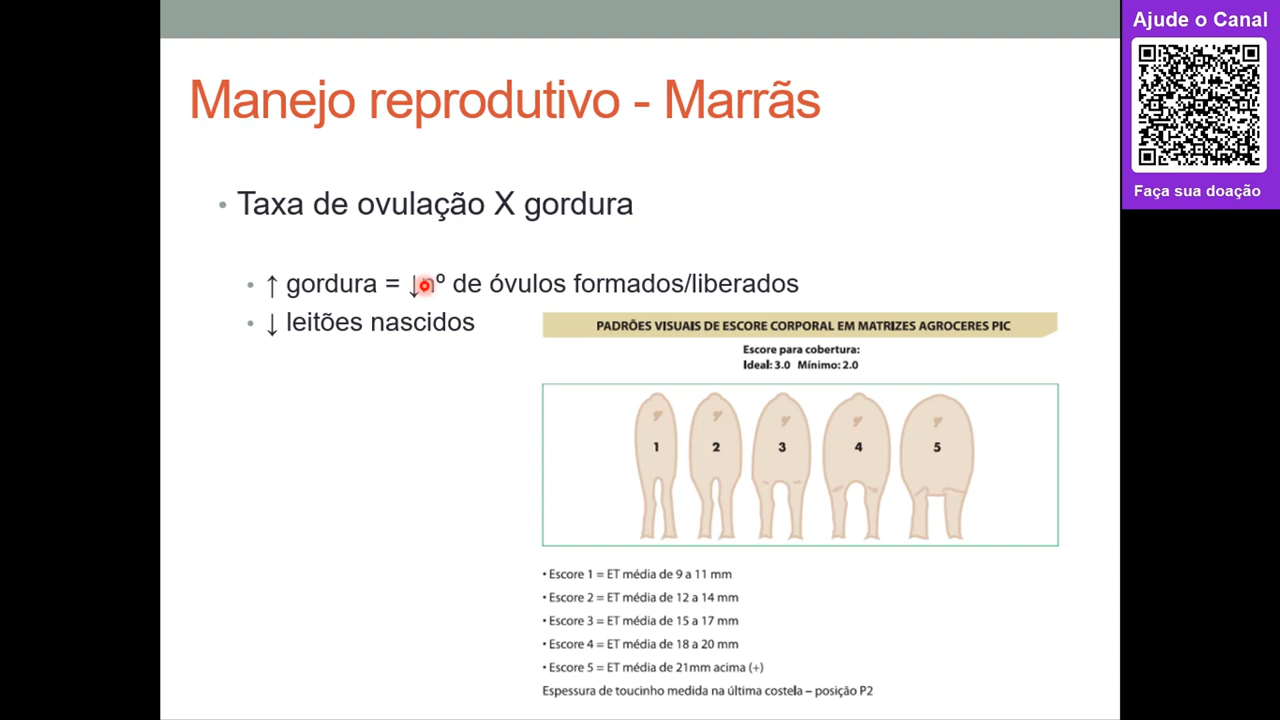 Ajude o Canal
Faça sua doação
Manejo reprodutivo - Marrãs
• Taxa de ovulação X gordura
• ↑ gordura = ↓nº de óvulos formados/liberados
• ↓ leitões nascidos
PADRÕES VISUAIS DE ESCORE CORPORAL EM MATRIZES AGROCERES PIC
Escore para cobertura:
Ideal: 3.0 Mínimo: 2.0
1 2 3 4 5
• Escore 1 = ET média de 9 a 11 mm
• Escore 2 = ET média de 12 a 14 mm
• Escore 3 = ET média de 15 a 17 mm
• Escore 4 = ET média de 18 a 20 mm
• Escore 5 = ET média de 21mm acima (+)
Espessura de toucinho medida na última costela – posição P2